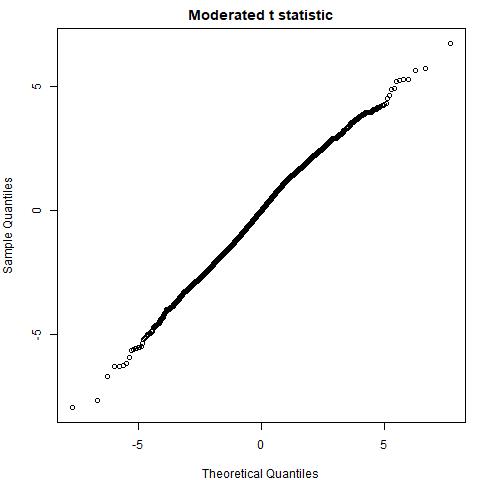 Moderated t statistic
5
0
-5
Sample Quantiles
-5 0 5
Theoretical Quantiles